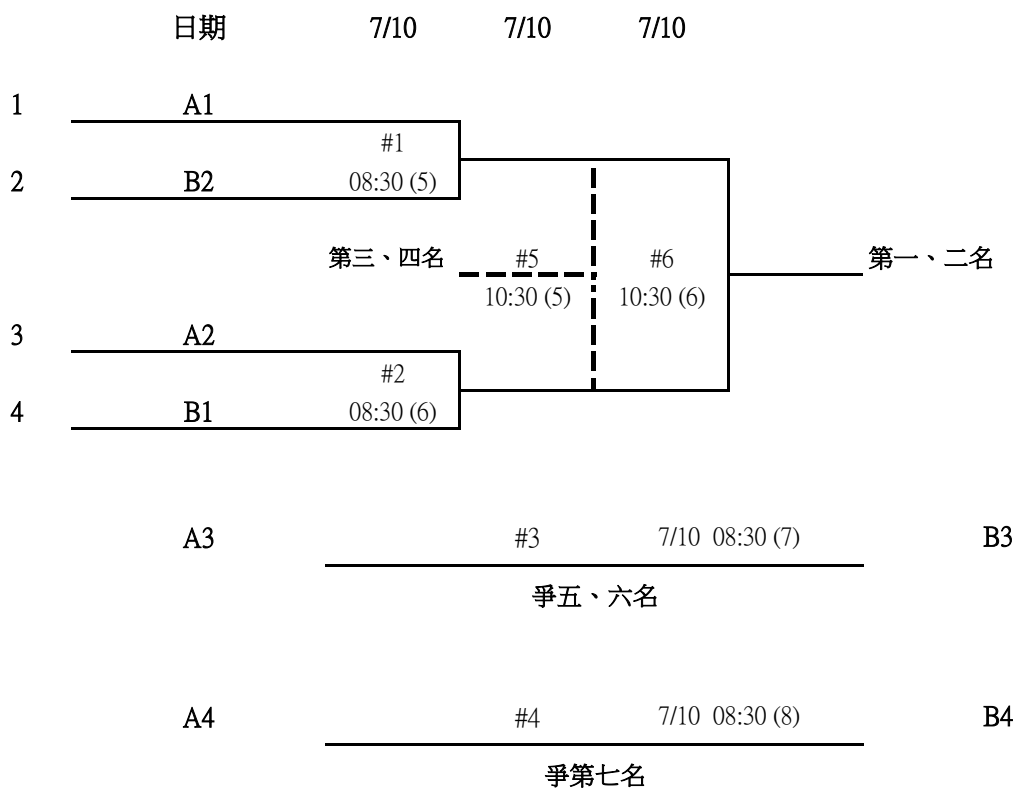 日期 7/10 7/10 7/10
1 A1
#1
2 B2 08:30 (5)
第三、四名 #5 #6 第一、二名
10:30 (5) 10:30 (6)
3 A2
#2
4 B1 08:30 (6)
A3 #3 7/10 08:30 (7) B3
爭五、六名
A4 #4 7/10 08:30 (8) B4
爭第七名